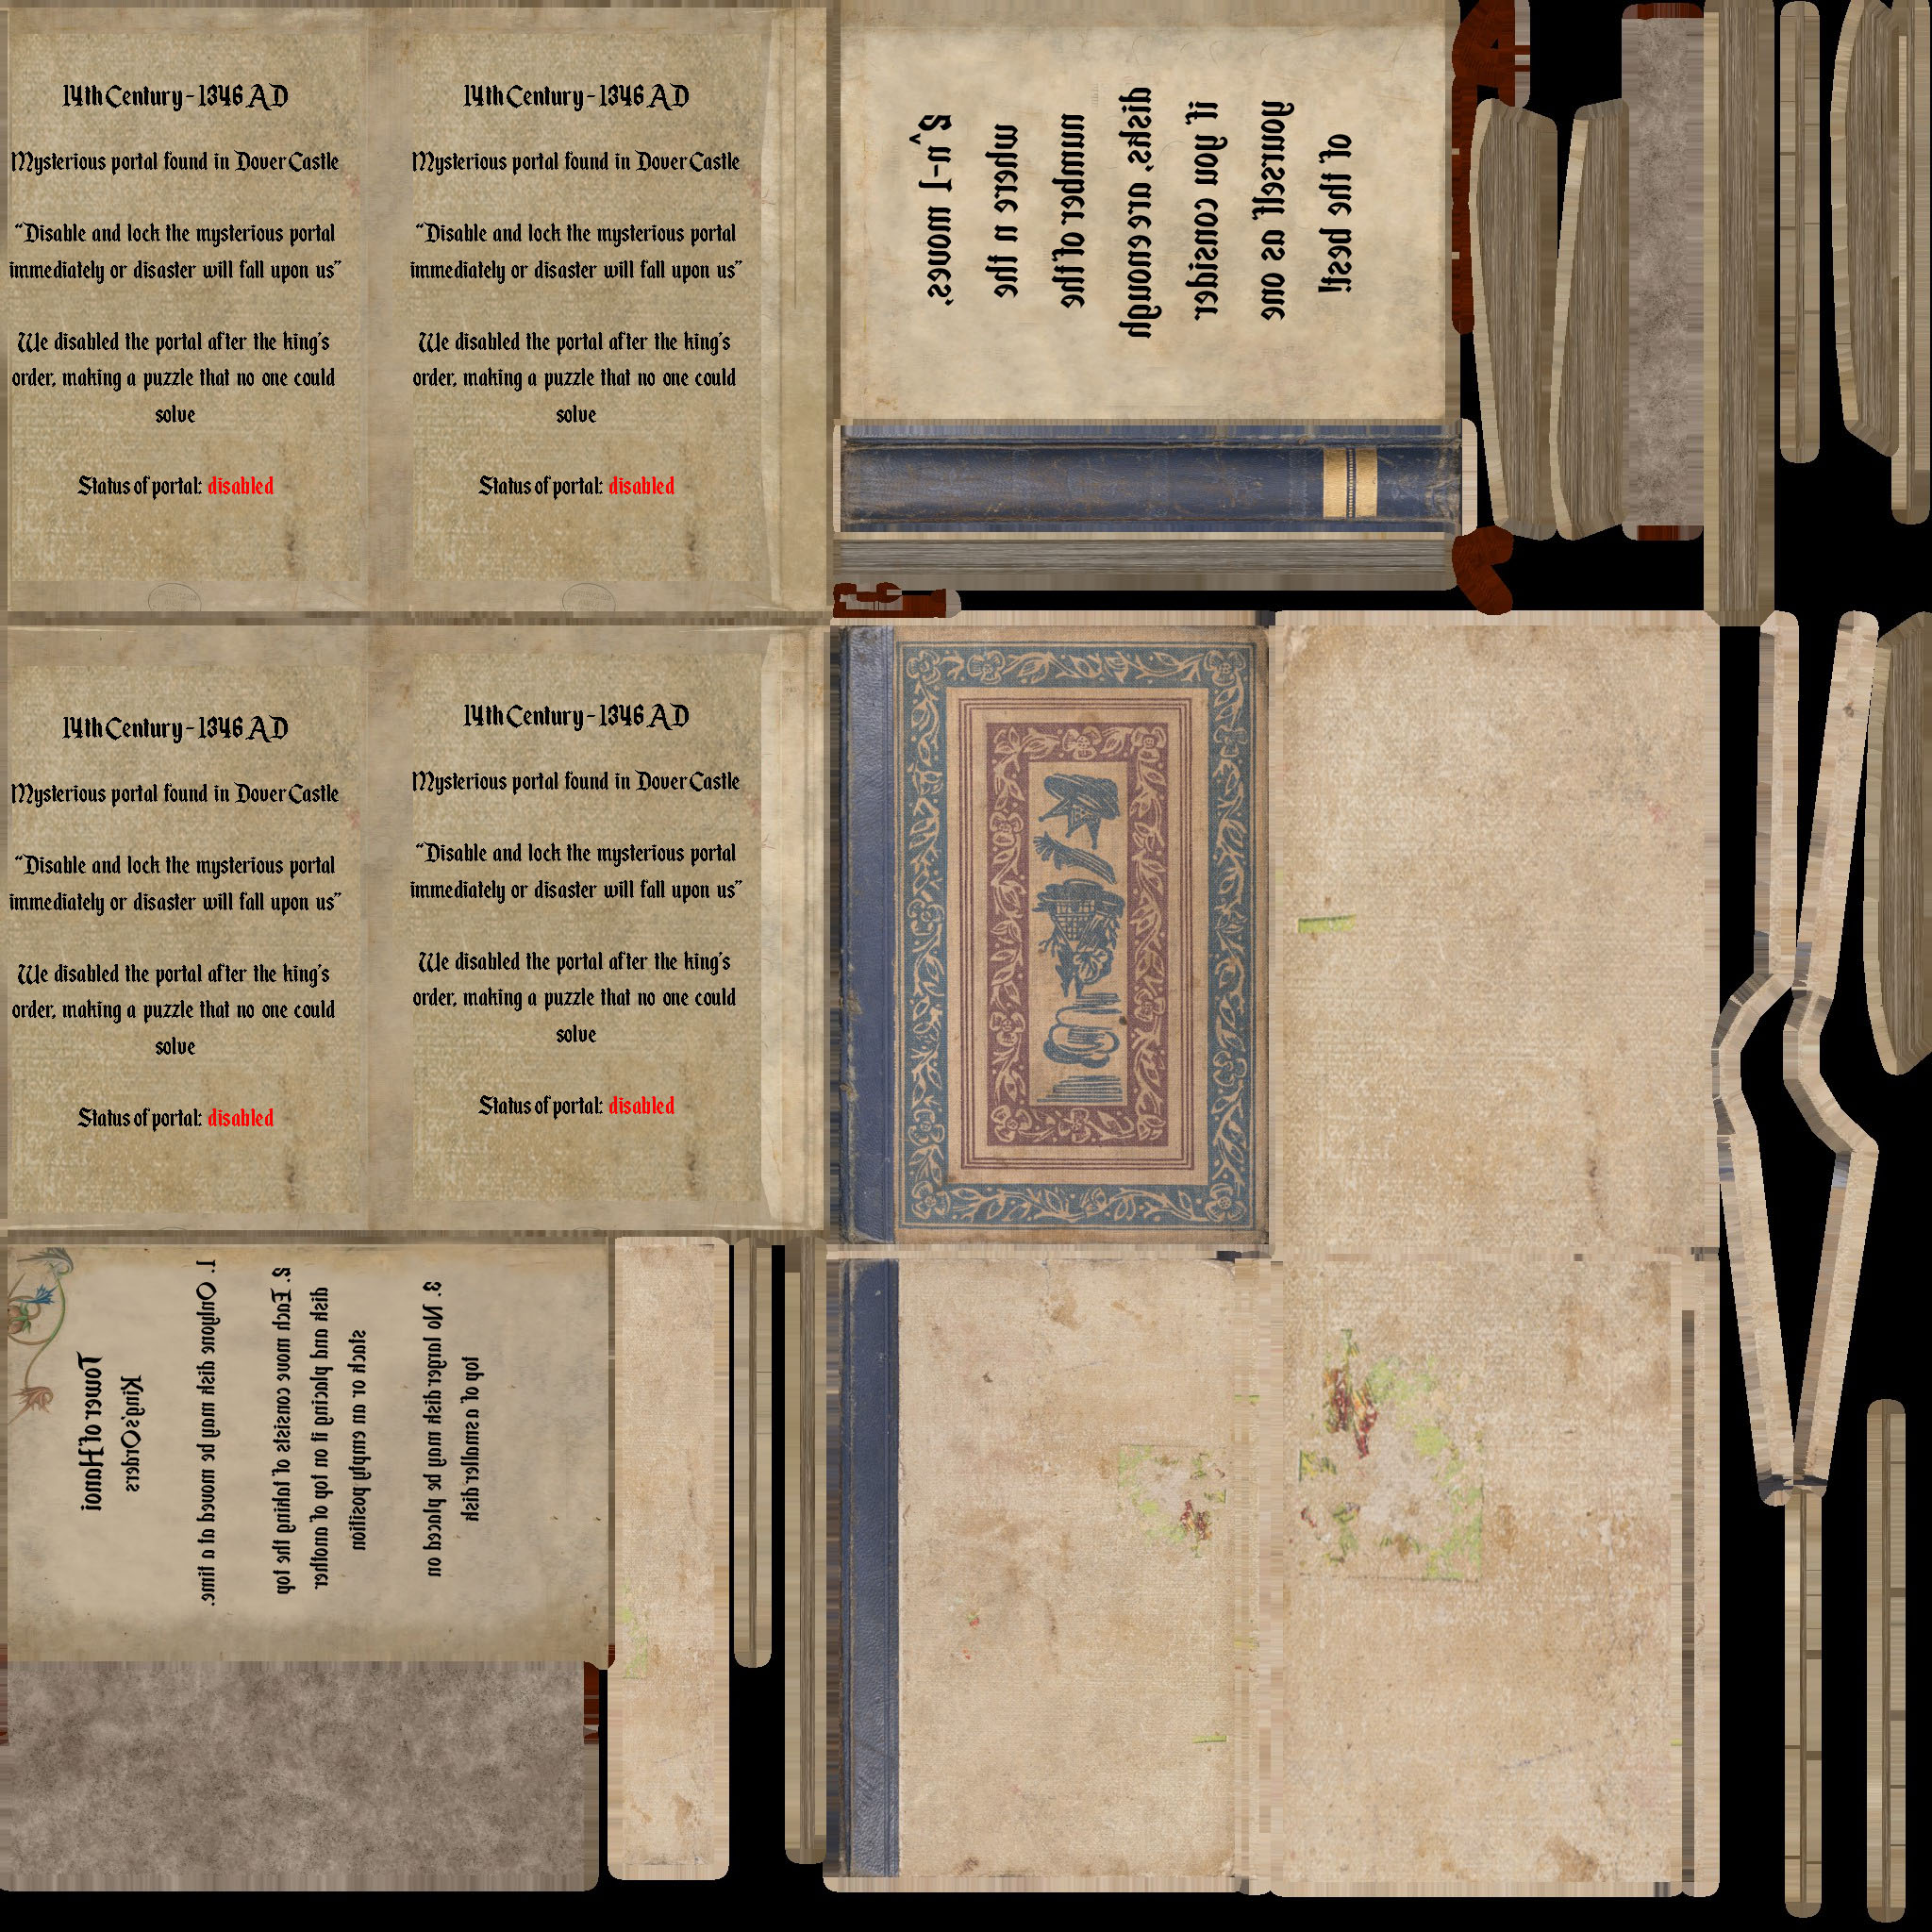 14th Century - 1346 AD
Mysterious portal found in Dover Castle
“Disable and lock the mysterious portal
immediately or disaster will fall upon us”
We disabled the portal after the king's
order, making a puzzle that no one could
solve
Status of portal: disabled
14th Century - 1346 AD
Mysterious portal found in Dover Castle
“Disable and lock the mysterious portal
immediately or disaster will fall upon us”
We disabled the portal after the king's
order, making a puzzle that no one could
solve
Status of portal: disabled
2^ n-1 moves,
where n the
number of the
disks, are enough
if you consider
yourself as one
of the best!
14th Century - 1346 AD
Mysterious portal found in Dover Castle
“Disable and lock the mysterious portal
immediately or disaster will fall upon us”
We disabled the portal after the king's
order, making a puzzle that no one could
solve
Status of portal: disabled
14th Century - 1346 AD
Mysterious portal found in Dover Castle
“Disable and lock the mysterious portal
immediately or disaster will fall upon us”
We disabled the portal after the king's
order, making a puzzle that no one could
solve
Status of portal: disabled
Tower of Hanoi
King's Orders
1. Only one disk may be moved at a time.
2. Each move consists of taking the top
disk and placing it on top of another
stack or an empty position
3. No larger disk may be placed on
top of a smaller disk